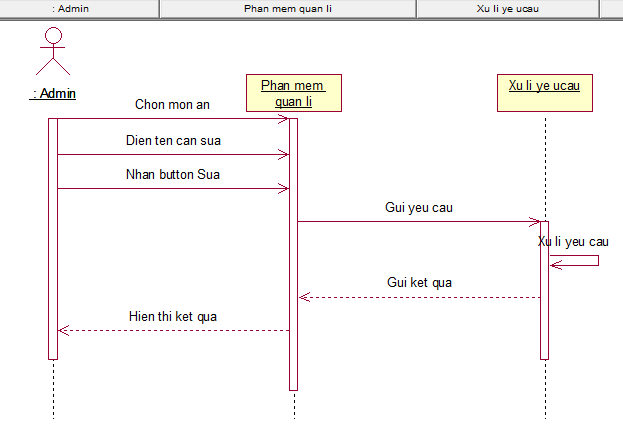 : Admin
Phan mem quan li
Xu li ye ucau
: Admin
Phan mem
quan li
Xu li ye ucau
Chon mon an
Dien ten can sua
Nhan button Sua
Gui yeu cau
Xu li yeu cau
Gui ket qua
Hien thi ket qua